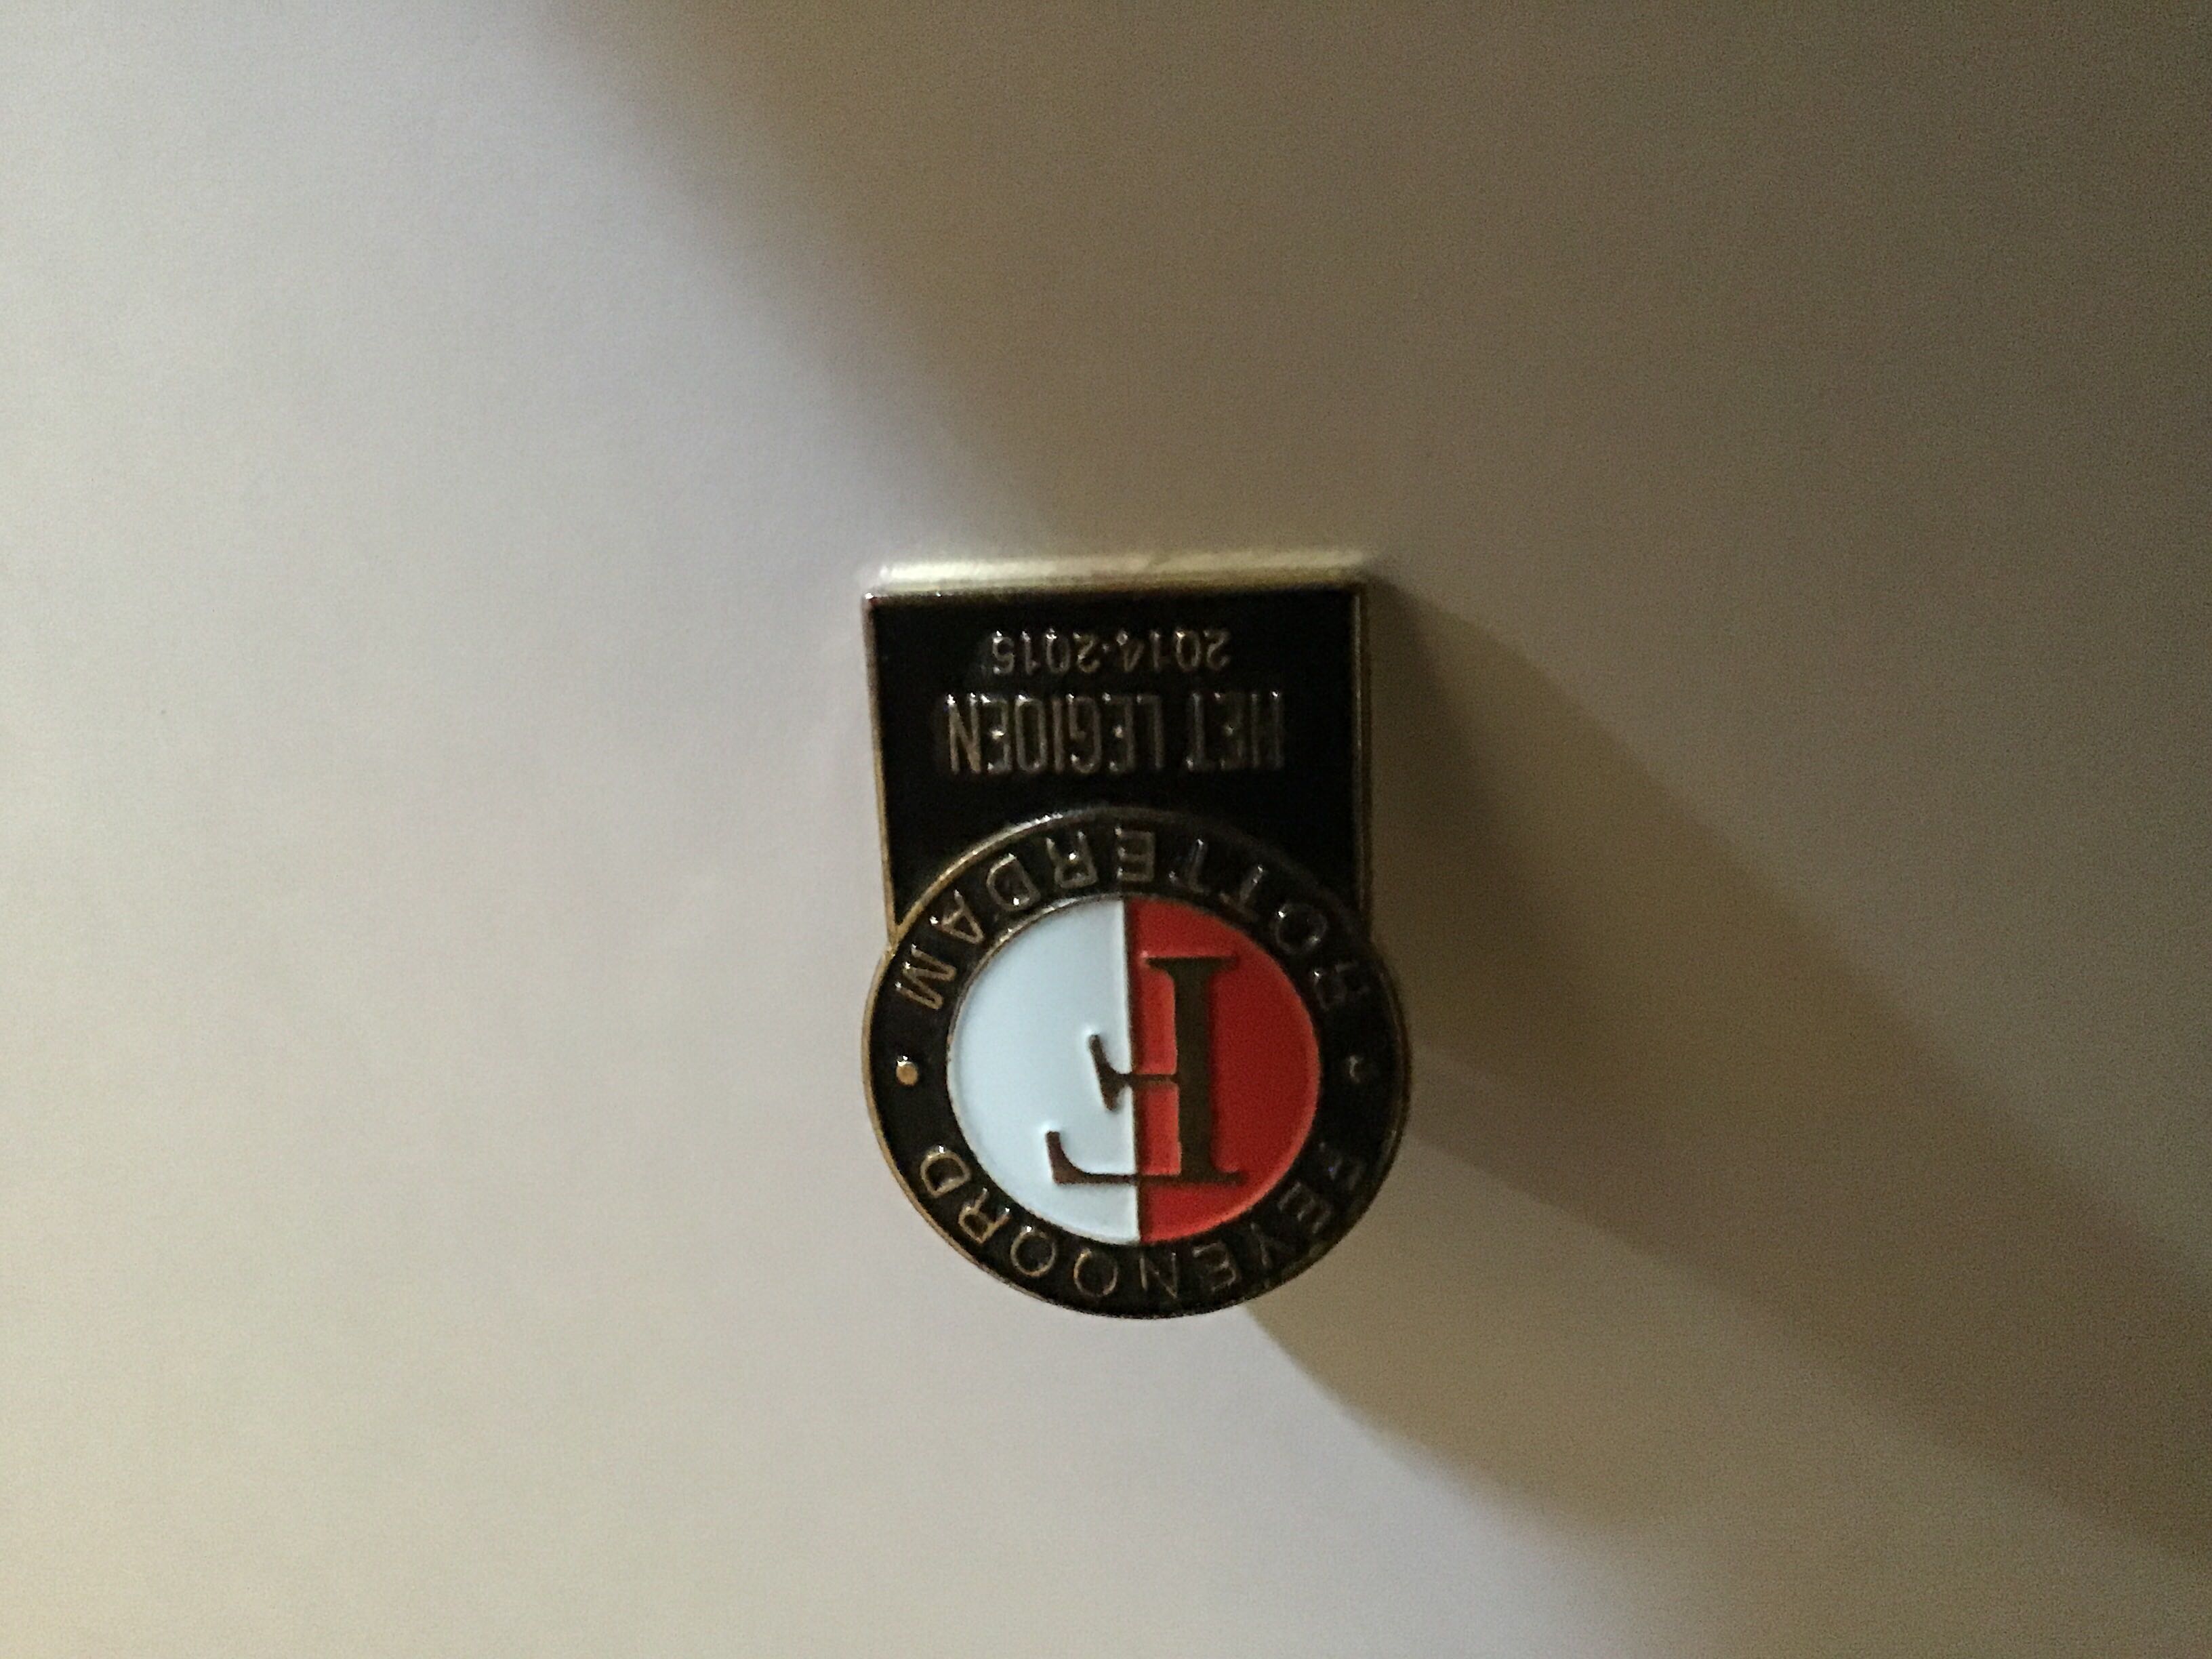 FEYENOORD
F
ROTTERDAM
HET LEGIOEN
2014·2015